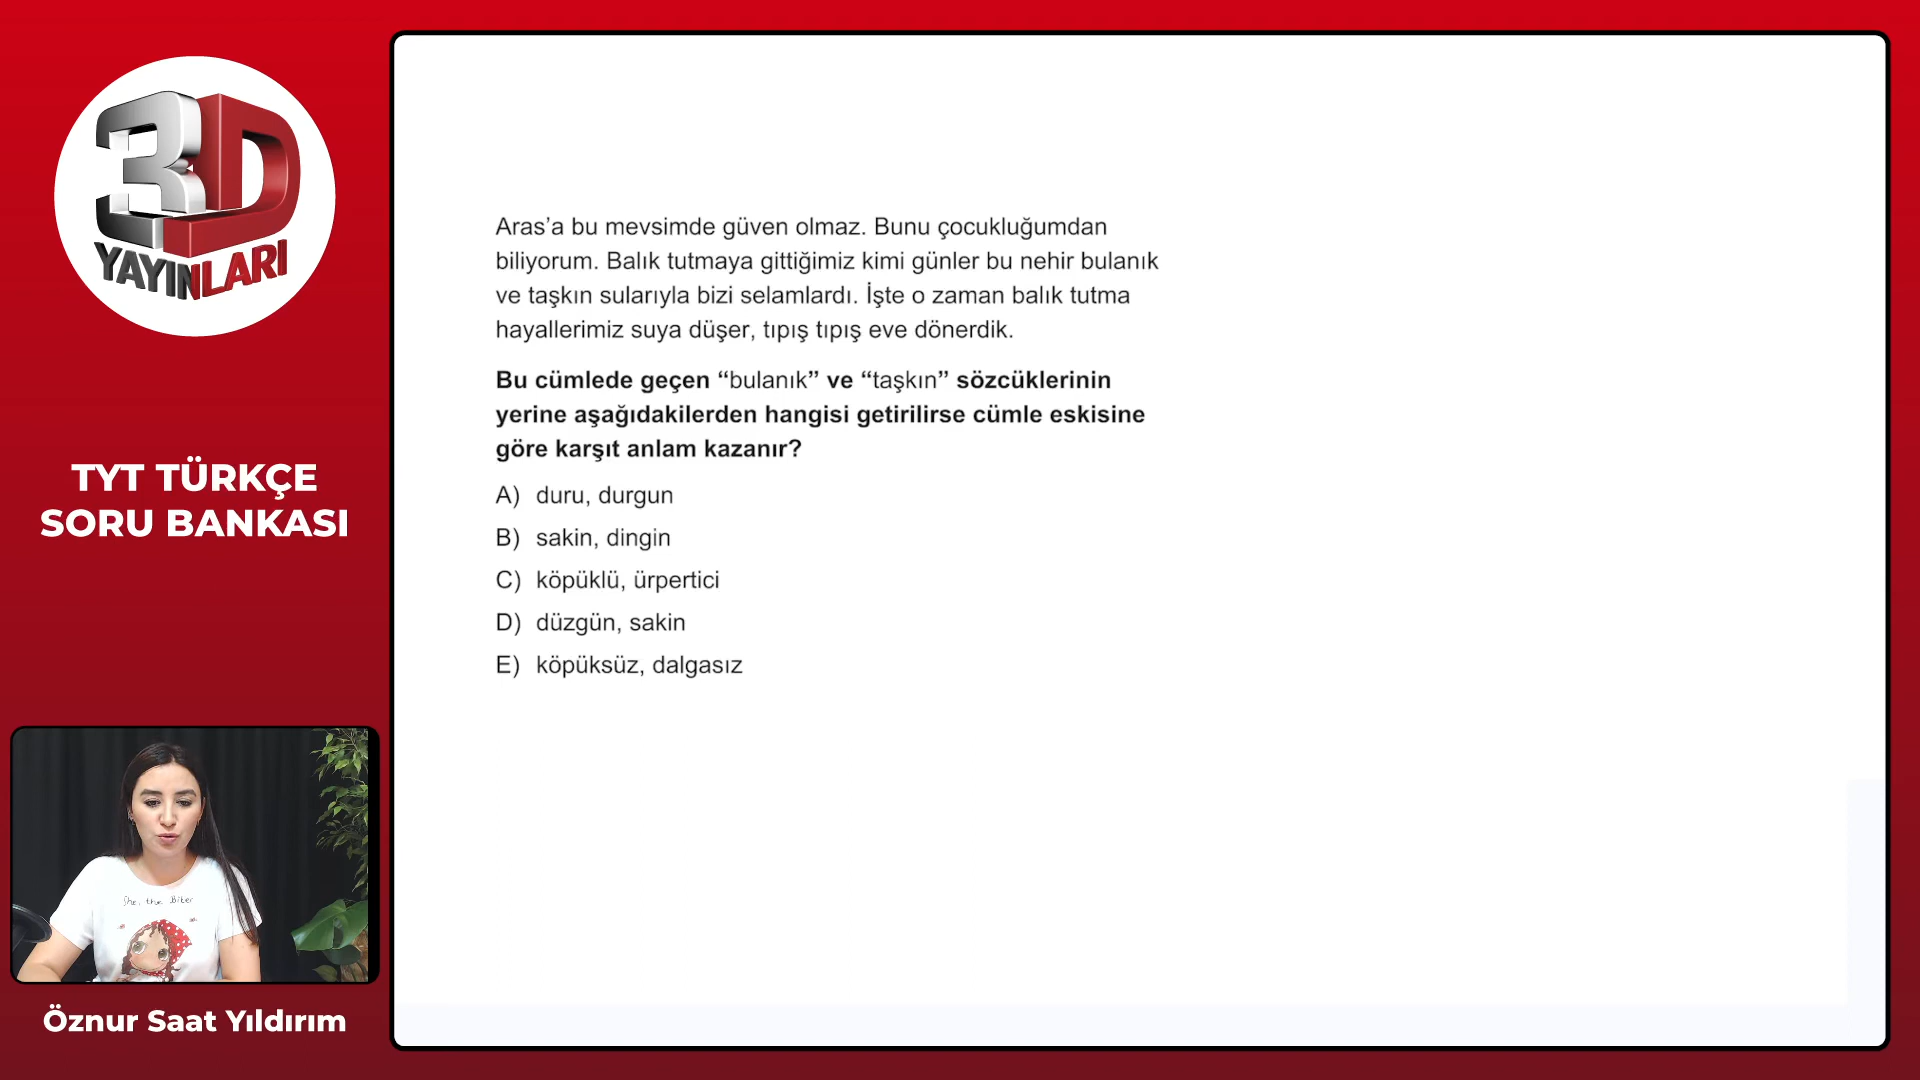 3D
YAYINLARI
TYT TÜRKÇE
SORU BANKASI
Öznur Saat Yıldırım
Aras’a bu mevsimde güven olmaz. Bunu çocukluğumdan
biliyorum. Balık tutmaya gittiğimiz kimi günler bu nehir bulanık
ve taşkın sularıyla bizi selamlardı. İşte o zaman balık tutma
hayallerimiz suya düşer, tıpış tıpış eve dönerdik.
Bu cümlede geçen “bulanık” ve “taşkın” sözcüklerinin
yerine aşağıdakilerden hangisi getirilirse cümle eskisine
göre karşıt anlam kazanır?
A) duru, durgun
B) sakin, dingin
C) köpüklü, ürpertici
D) düzgün, sakin
E) köpüksüz, dalgasız